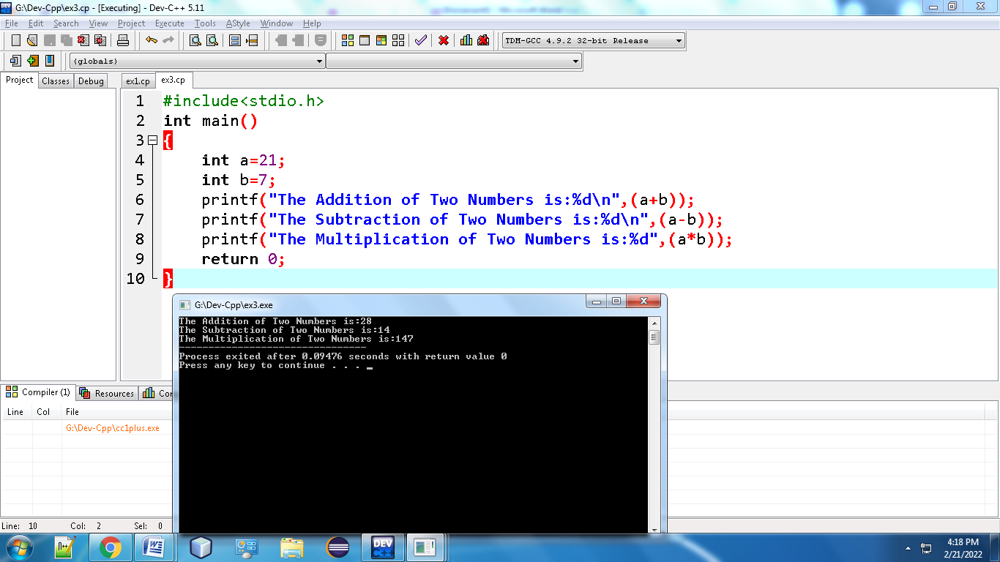 G:\Dev-Cpp\ex3.cp - [Executing] - Dev-C++ 5.11
File Edit Search View Project Execute Tools AStyle Window Help
TDM-GCC 4.9.2 32-bit Release
(globals)
Project Classes Debug ex1.cp ex3.cp
1 #include<stdio.h>
2 int main()
3 {
4 int a=21;
5 int b=7;
6 printf("The Addition of Two Numbers is:%d\n",(a+b));
7 printf("The Subtraction of Two Numbers is:%d\n",(a-b));
8 printf("The Multiplication of Two Numbers is:%d",(a*b));
9 return 0;
10 }
G:\Dev-Cpp\ex3.exe
The Addition of Two Numbers is:28
The Subtraction of Two Numbers is:14
The Multiplication of Two Numbers is:147
--------------------------------
Process exited after 0.09476 seconds with return value 0
Press any key to continue . . . _
Compiler (1) Resources
Line Col File
G:\Dev-Cpp\cc1plus.exe
Line: 10 Col: 2 Sel: 0
DEV C++
4:18 PM
2/21/2022